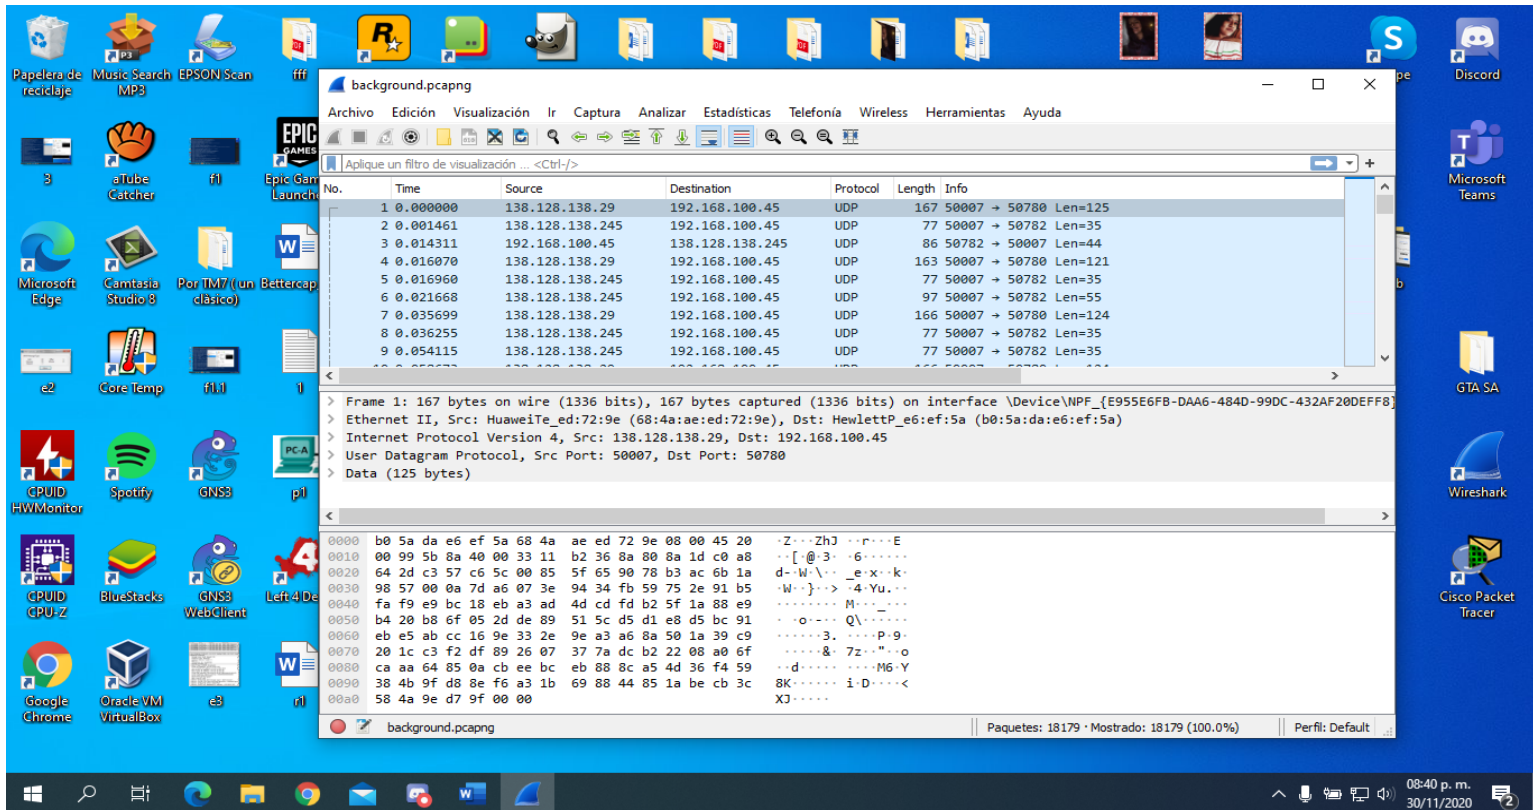 Papelera de reciclaje
Music Search MP3
EPSON Scan
fff
Discord
3
aTube Catcher
f1
Epic Gam
Launch
Microsoft Teams
Microsoft Edge
Camtasia Studio 8
Por TM7 (un clásico)
Bettercap
e2
Core Temp
f1.1
1
GTA SA
CPUID HWMonitor
Spotify
GNS3
p1
Wireshark
CPUID CPU-Z
BlueStacks
GNS3 WebClient
Left 4 De
Cisco Packet Tracer
Google Chrome
Oracle VM VirtualBox
e3
r1
background.pcapng
Archivo Edición Visualización Ir Captura Analizar Estadísticas Telefonía Wireless Herramientas Ayuda
Aplique un filtro de visualización ... <Ctrl-/>
No. Time Source Destination Protocol Length Info
1 0.000000 138.128.138.29 192.168.100.45 UDP 167 50007 → 50780 Len=125
2 0.001461 138.128.138.245 192.168.100.45 UDP 77 50007 → 50782 Len=35
3 0.014311 192.168.100.45 138.128.138.245 UDP 86 50782 → 50007 Len=44
4 0.016070 138.128.138.29 192.168.100.45 UDP 163 50007 → 50780 Len=121
5 0.016960 138.128.138.245 192.168.100.45 UDP 77 50007 → 50782 Len=35
6 0.021668 138.128.138.245 192.168.100.45 UDP 97 50007 → 50782 Len=55
7 0.035699 138.128.138.29 192.168.100.45 UDP 166 50007 → 50780 Len=124
8 0.036255 138.128.138.245 192.168.100.45 UDP 77 50007 → 50782 Len=35
9 0.054115 138.128.138.245 192.168.100.45 UDP 77 50007 → 50782 Len=35
Frame 1: 167 bytes on wire (1336 bits), 167 bytes captured (1336 bits) on interface \Device\NPF_{E955E6FB-DAA6-484D-99DC-432AF20DEFF8}
Ethernet II, Src: HuaweiTe_ed:72:9e (68:4a:ae:ed:72:9e), Dst: HewlettP_e6:ef:5a (b0:5a:da:e6:ef:5a)
Internet Protocol Version 4, Src: 138.128.138.29, Dst: 192.168.100.45
User Datagram Protocol, Src Port: 50007, Dst Port: 50780
Data (125 bytes)
0000 b0 5a da e6 ef 5a 68 4a ae ed 72 9e 08 00 45 20 ·Z···ZhJ ··r···E
0010 00 99 5b 8a 40 00 33 11 b2 36 8a 80 8a 1d c0 a8 ··[·@·3· ·6······
0020 64 2d c3 57 c6 5c 00 85 5f 65 90 78 b3 ac 6b 1a d-·W·\·· _e·x··k·
0030 98 57 00 0a 7d a6 07 3e 94 34 fb 59 75 2e 91 b5 ·W··}··> ·4·Yu.··
0040 fa f9 e9 bc 18 eb a3 ad 4d cd fd b2 5f 1a 88 e9 ········ M···_···
0050 b4 20 b8 6f 05 2d de 89 51 5c d5 d1 e8 d5 bc 91 · ·o·-·· Q\······
0060 eb e5 ab cc 16 9e 33 2e 9e a3 a6 8a 50 1a 39 c9 ······3. ····P·9·
0070 20 1c c3 f2 df 89 26 07 37 7a dc b2 22 08 a0 6f ·····&· 7z··"··o
0080 ca aa 64 85 0a cb ee bc eb 88 8c a5 4d 36 f4 59 ··d····· ····M6·Y
0090 38 4b 9f d8 8e f6 a3 1b 69 88 44 85 1a be cb 3c 8K······ i·D····<
00a0 58 4a 9e d7 9f 00 00 XJ·····
background.pcapng
Paquetes: 18179 · Mostrado: 18179 (100.0%)
Perfil: Default
08:40 p. m.
30/11/2020
2